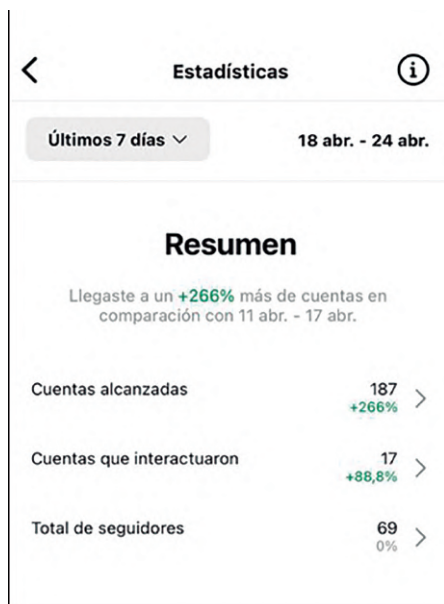 Estadísticas
Últimos 7 días
18 abr. - 24 abr.
Resumen
Llegaste a un +266% más de cuentas en
comparación con 11 abr. - 17 abr.
Cuentas alcanzadas
187
+266%
Cuentas que interactuaron
17
+88,8%
Total de seguidores
69
0%